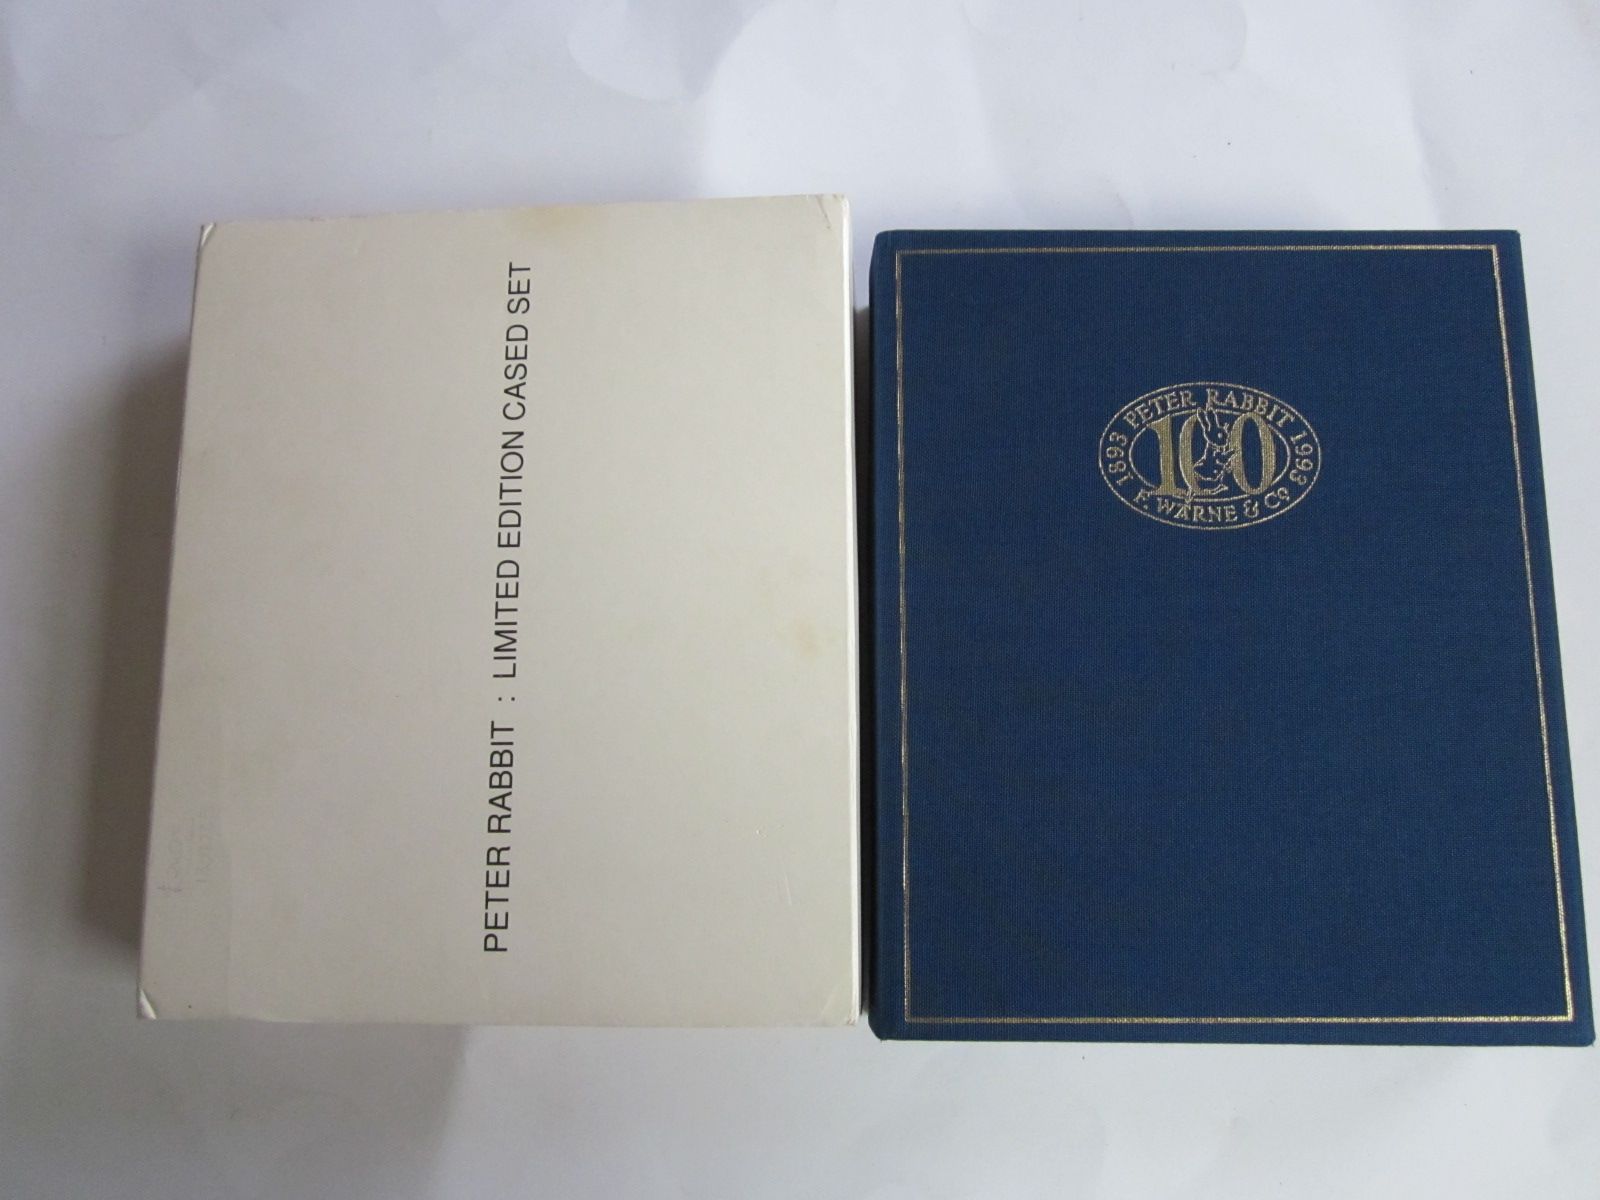 PETER RABBIT : LIMITED EDITION CASED SET
1893 PETER RABBIT 1993
100
F. WARNE & Co